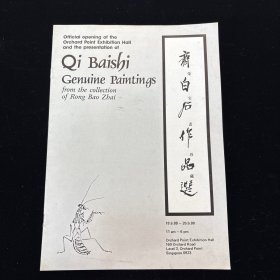 Official opening of the
Orchard Point Exhibition Hall
and the presentation of
Qi Baishi
Genuine Paintings
from the collection
of Rong Bao Zhai
齊白石作品選
11 am – 8 pm
Orchard Point Exhibition Hall
160 Orchard Road
Level 3, Orchard Point
Singapore 0923